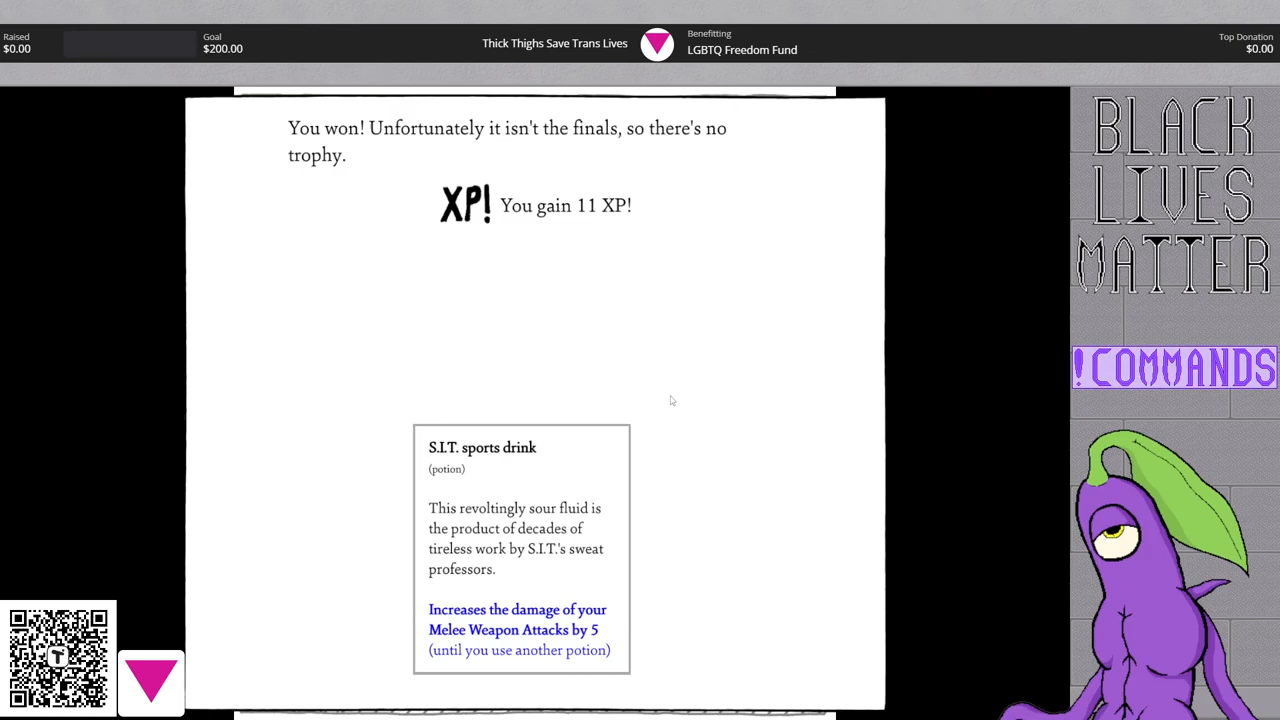 Raised
$0.00
Goal
$200.00
Thick Thighs Save Trans Lives
Benefitting
LGBTQ Freedom Fund
Top Donation
$0.00
You won! Unfortunately it isn't the finals, so there's no
trophy.
XP! You gain 11 XP!
S.I.T. sports drink
(potion)
This revoltingly sour fluid is
the product of decades of
tireless work by S.I.T.'s sweat
professors.
Increases the damage of your
Melee Weapon Attacks by 5
(until you use another potion)
BLACK
LIVES
MATTER
!COMMANDS
T